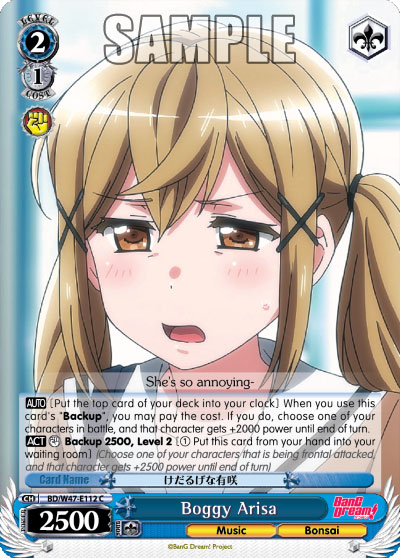 SAMPLE
LEVEL
2
1
COST
She's so annoying-
AUTO [Put the top card of your deck into your clock] When you use this
card's "Backup", you may pay the cost. If you do, choose one of your
characters in battle, and that character gets +2000 power until end of turn.
ACT Backup 2500, Level 2 [① Put this card from your hand into your
waiting room] (Choose one of your characters that is being frontal attacked,
and that character gets +2500 power until end of turn)
Card Name
けだるげな有咲
CH BD/W47-E112 C
BanG Dream!
2500
Boggy Arisa
Music
Bonsai
©BanG Dream! Project